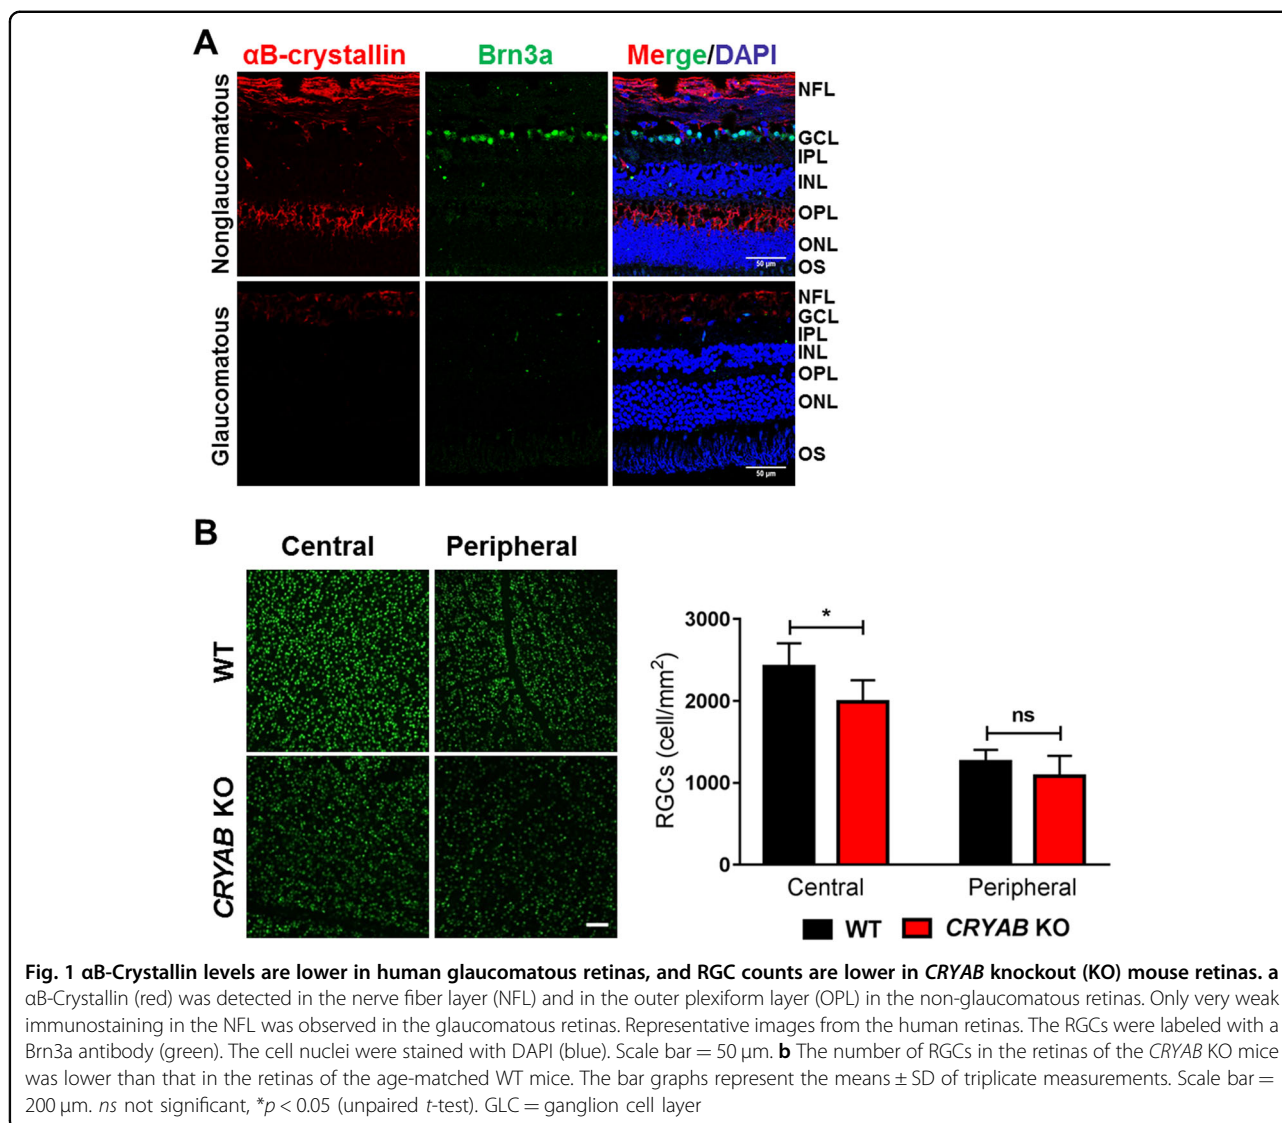 A
αB-crystallin Brn3a Merge/DAPI
Nonglaucomatous
NFL
GCL
IPL
INL
OPL
ONL
OS
50 µm
Glaucomatous
NFL
GCL
IPL
INL
OPL
ONL
OS
50 µm
B
Central Peripheral
WT
CRYAB KO
RGCs (cell/mm²)
3000
2000
1000
0
*
ns
Central Peripheral
WT CRYAB KO
Fig. 1 αB-Crystallin levels are lower in human glaucomatous retinas, and RGC counts are lower in CRYAB knockout (KO) mouse retinas. a
αB-Crystallin (red) was detected in the nerve fiber layer (NFL) and in the outer plexiform layer (OPL) in the non-glaucomatous retinas. Only very weak
immunostaining in the NFL was observed in the glaucomatous retinas. Representative images from the human retinas. The RGCs were labeled with a
Brn3a antibody (green). The cell nuclei were stained with DAPI (blue). Scale bar = 50 μm. b The number of RGCs in the retinas of the CRYAB KO mice
was lower than that in the retinas of the age-matched WT mice. The bar graphs represent the means ± SD of triplicate measurements. Scale bar =
200 μm. ns not significant, *p < 0.05 (unpaired t-test). GLC = ganglion cell layer